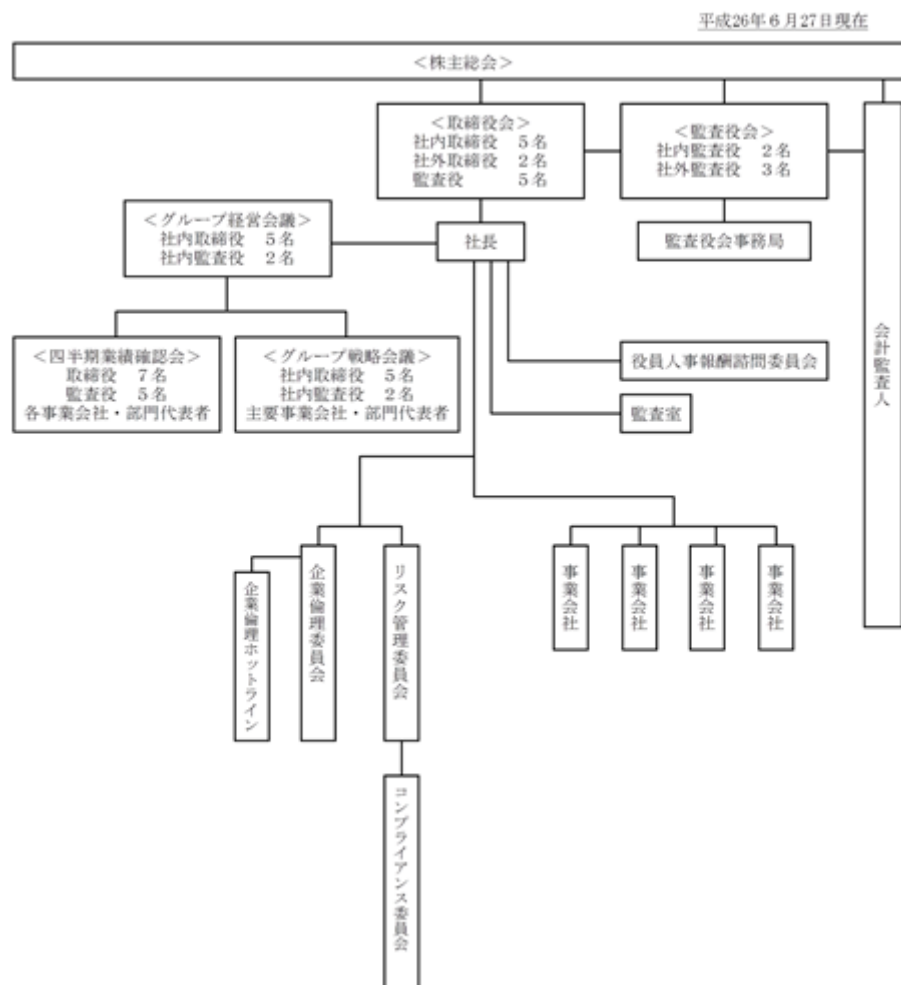 平成26年6月27日現在
<株主総会>
<取締役会>
社内取締役 5名
社外取締役 2名
監査役 5名
<監査役会>
社内監査役 2名
社外監査役 3名
<グループ経営会議>
社内取締役 5名
社内監査役 2名
社長
監査役会事務局
会計監査人
<四半期業績確認会>
取締役 7名
監査役 5名
各事業会社・部門代表者
<グループ戦略会議>
社内取締役 5名
社内監査役 2名
主要事業会社・部門代表者
役員人事報酬諮問委員会
監査室
企業倫理ホットライン
企業倫理委員会
リスク管理委員会
事業会社
事業会社
事業会社
事業会社
コンプライアンス委員会